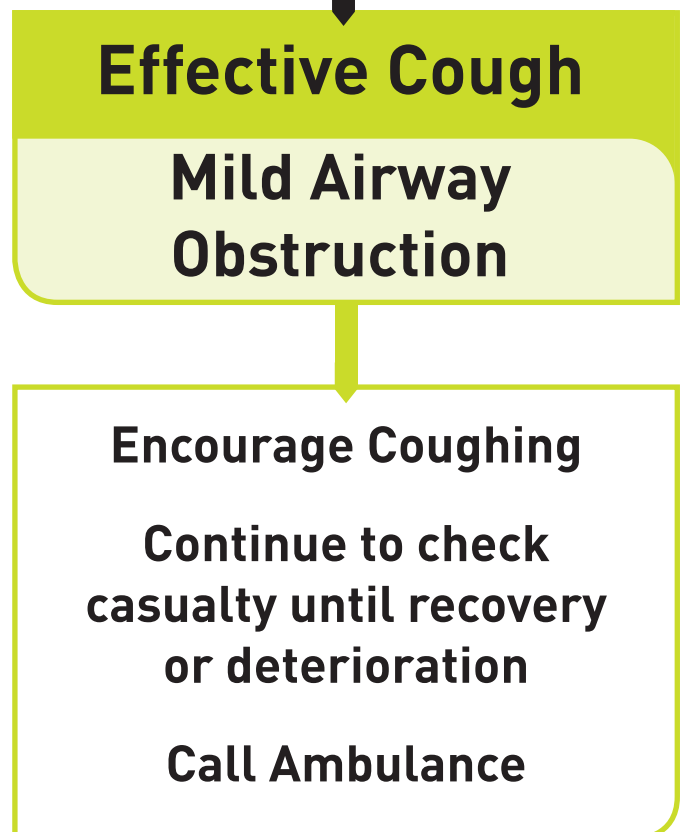 Effective Cough
Mild Airway
Obstruction
Encourage Coughing
Continue to check
casualty until recovery
or deterioration
Call Ambulance